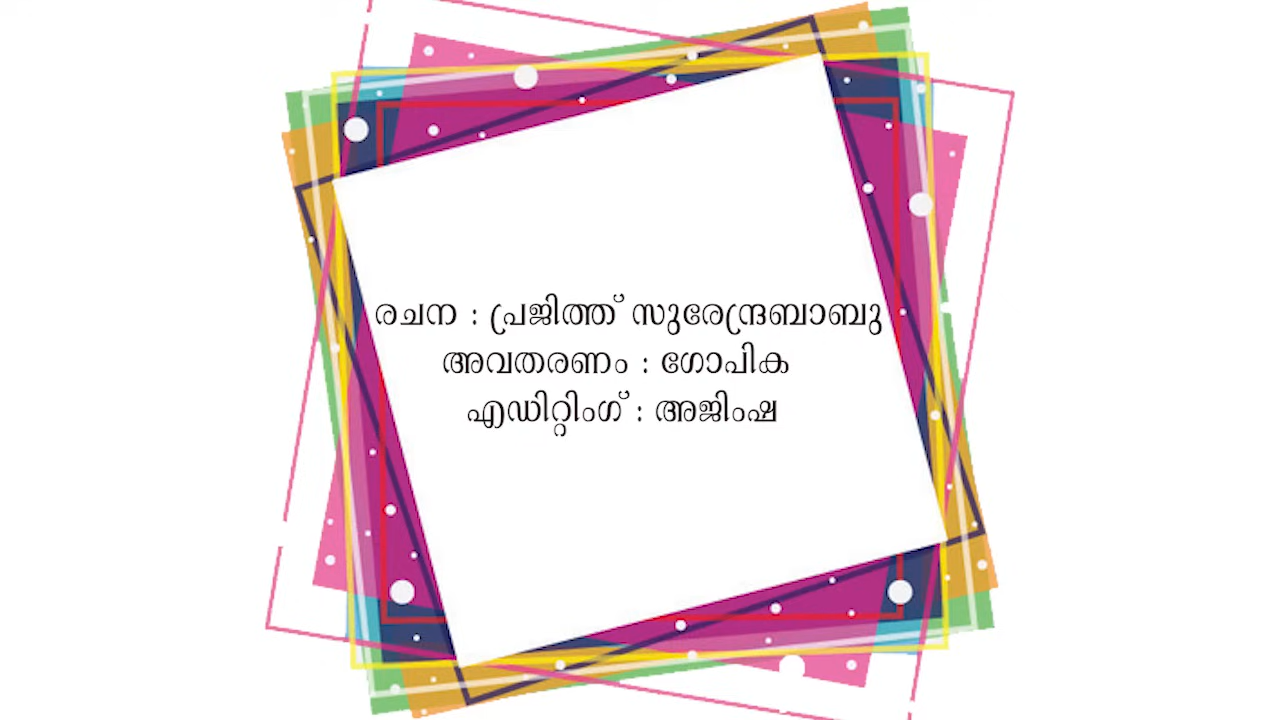 രചന : പ്രജിത്ത് സുരേന്ദ്രബാബു
അവതരണം : ഗോപിക
എഡിറ്റിംഗ് : അജിംഷ